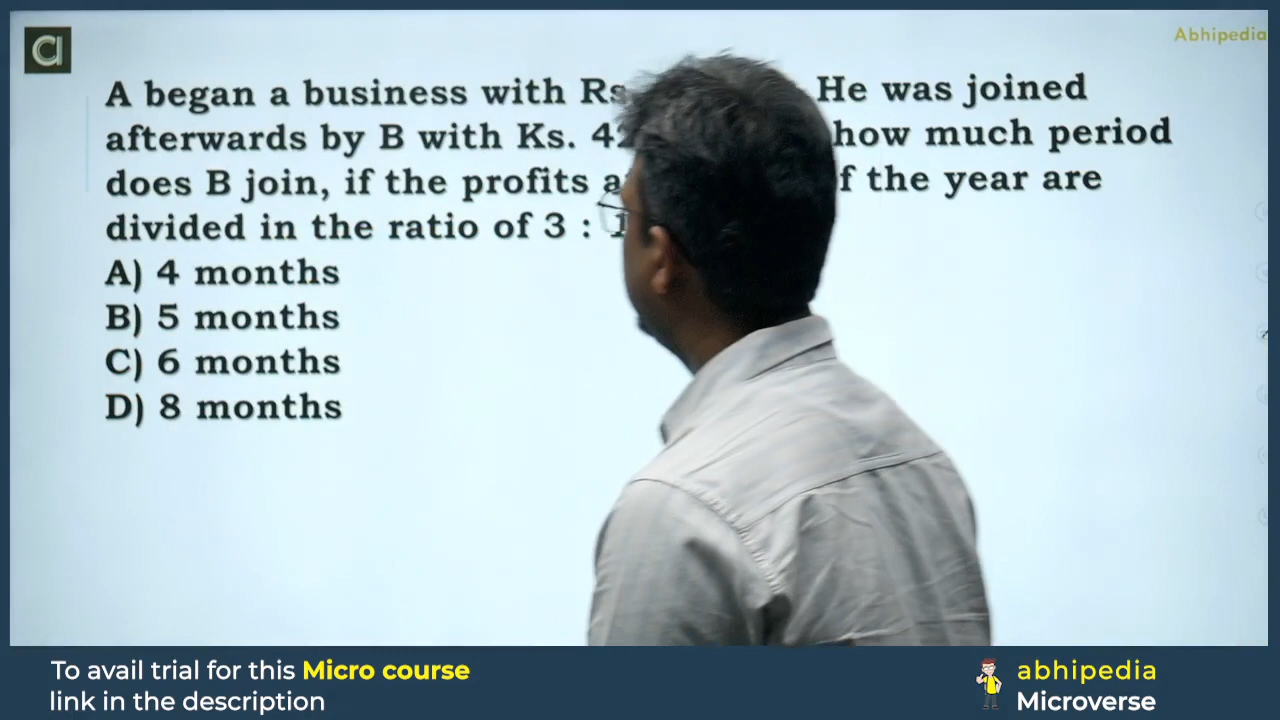 Abhipedia
A began a business with Rs He was joined
afterwards by B with Ks. how much period
does B join, if the profits of the year are
divided in the ratio of 3 :
A) 4 months
B) 5 months
C) 6 months
D) 8 months
To avail trial for this Micro course
link in the description
abhipedia
Microverse